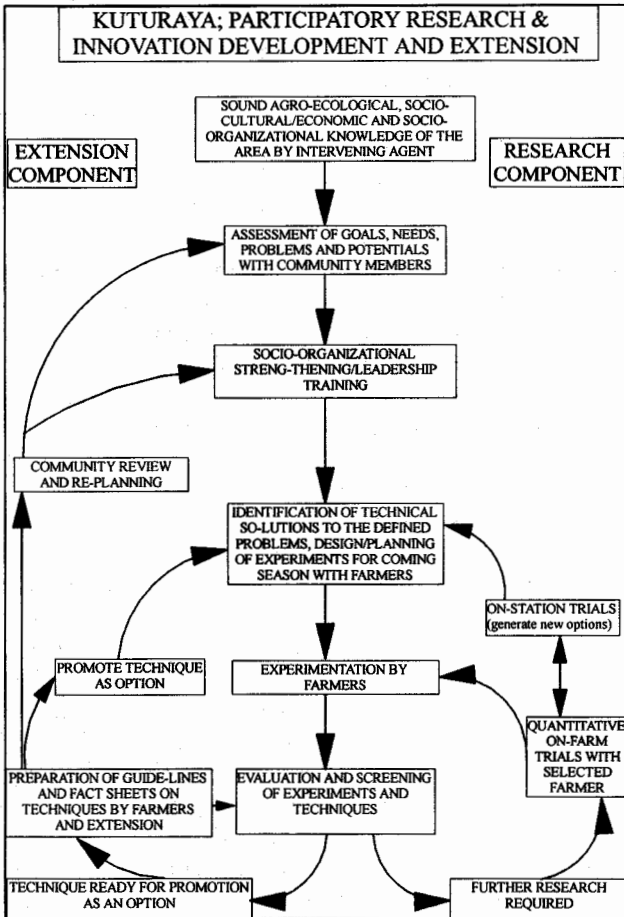 KUTURAYA; PARTICIPATORY RESEARCH &
INNOVATION DEVELOPMENT AND EXTENSION
SOUND AGRO-ECOLOGICAL, SOCIO-
CULTURAL/ECONOMIC AND SOCIO-
ORGANIZATIONAL KNOWLEDGE OF THE
AREA BY INTERVENING AGENT
EXTENSION
COMPONENT
RESEARCH
COMPONENT
ASSESSMENT OF GOALS, NEEDS,
PROBLEMS AND POTENTIALS
WITH COMMUNITY MEMBERS
SOCIO-ORGANIZATIONAL
STRENG-THENING/LEADERSHIP
TRAINING
COMMUNITY REVIEW
AND RE-PLANNING
IDENTIFICATION OF TECHNICAL
SO-LUTIONS TO THE DEFINED
PROBLEMS, DESIGN/PLANNING
OF EXPERIMENTS FOR COMING
SEASON WITH FARMERS
ON-STATION TRIALS
(generate new options)
PROMOTE TECHNIQUE
AS OPTION
EXPERIMENTATION BY
FARMERS
QUANTITATIVE
ON-FARM
TRIALS WITH
SELECTED
FARMER
PREPARATION OF GUIDE-LINES
AND FACT SHEETS ON
TECHNIQUES BY FARMERS
AND EXTENSION
EVALUATION AND SCREENING
OF EXPERIMENTS AND
TECHNIQUES
TECHNIQUE READY FOR PROMOTION
AS AN OPTION
FURTHER RESEARCH
REQUIRED